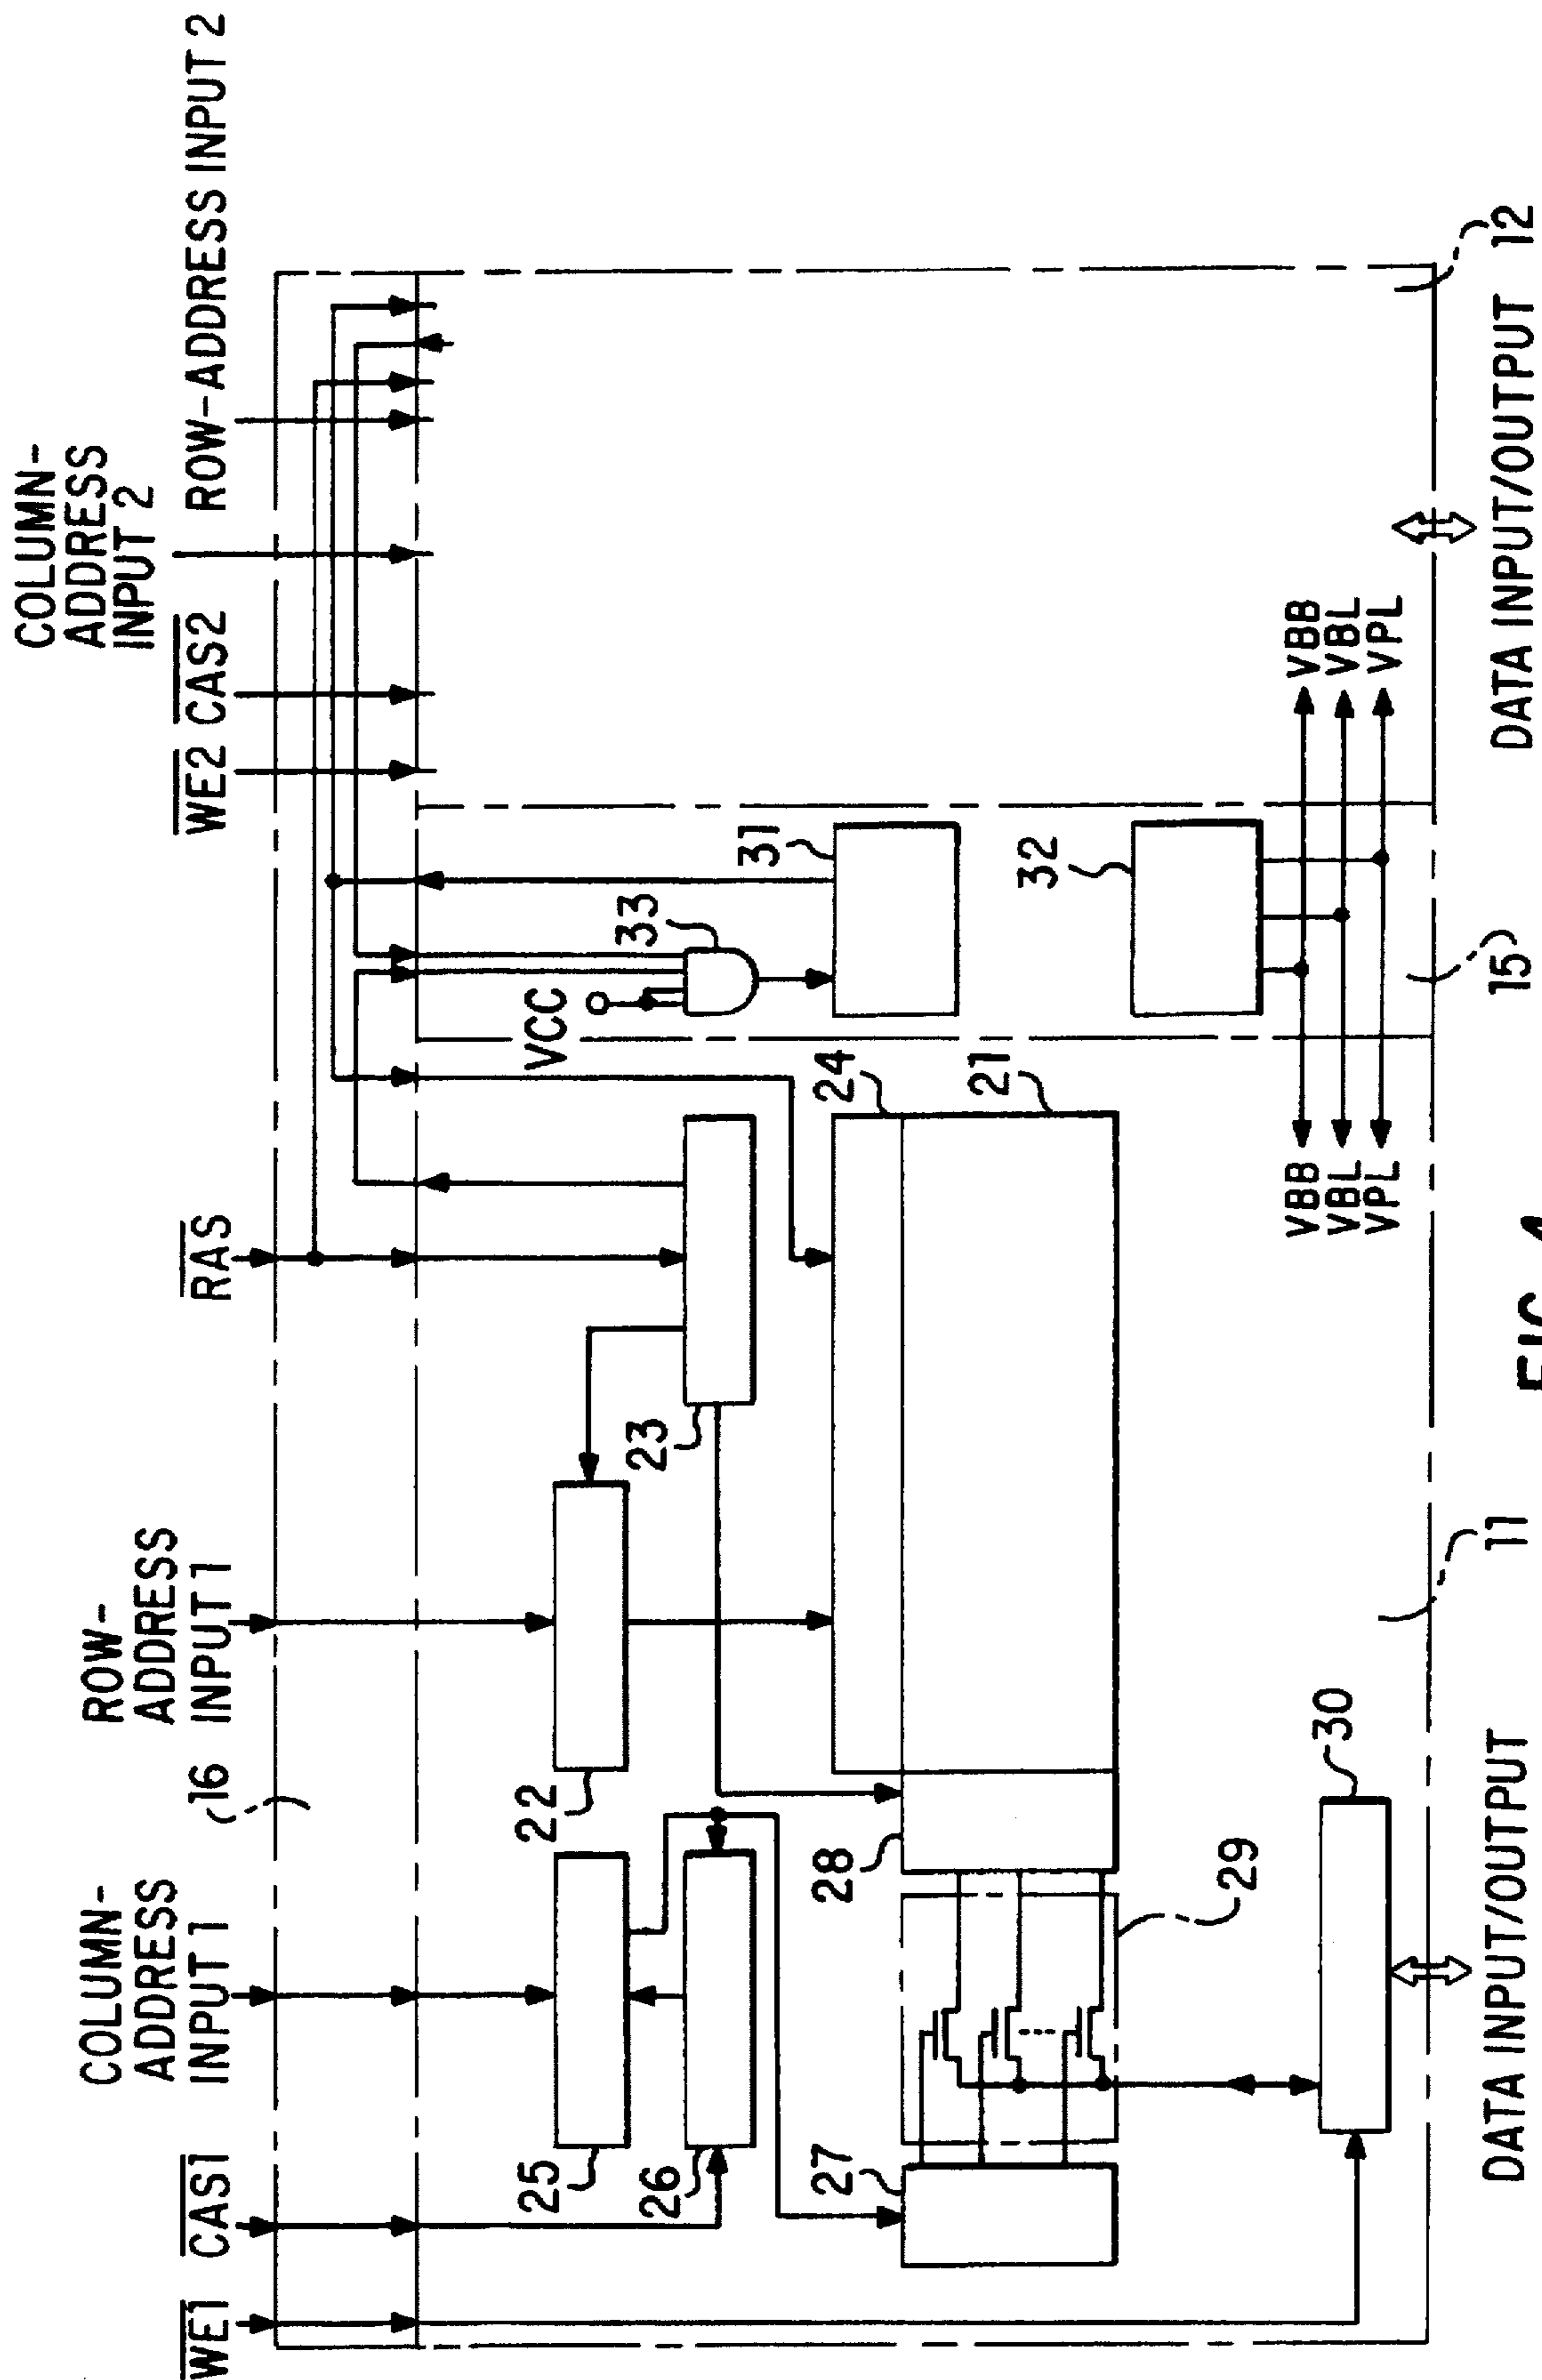 COLUMN-
ADDRESS
INPUT 2
WE1
CAS1
COLUMN-
ADDRESS
INPUT 1
16
ROW-
ADDRESS
INPUT 1
RAS
WE2
CAS2
ROW-ADDRESS INPUT 2
25
22
26
23
VCC
33
31
27
28
24
21
32
29
30
VBB
VBL
VPL
VBB
VBL
VPL
11
15
12
DATA INPUT/OUTPUT
DATA INPUT/OUTPUT
FIG. 4